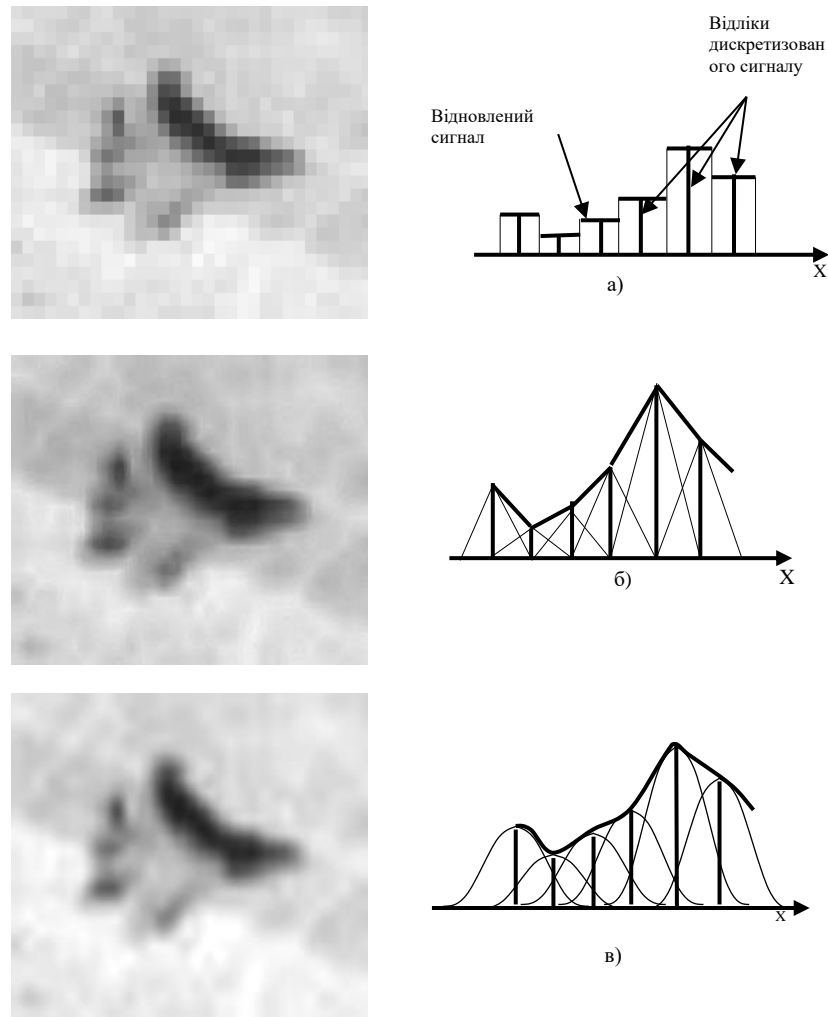 Відліки
дискретизован
ого сигналу
Відновлений
сигнал
X
а)
X
б)
x
в)